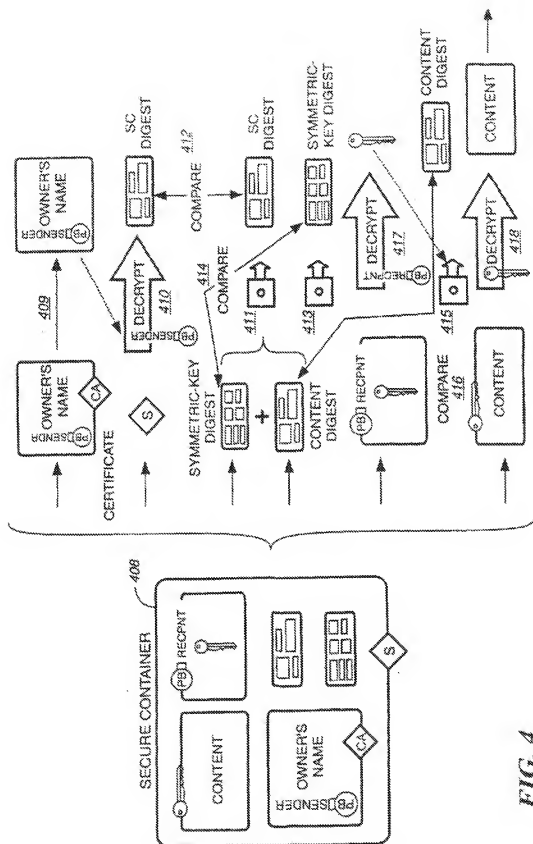 SECURE CONTAINER
408
CONTENT
PB RECPNT
OWNER'S
NAME
PB SENDER
CA
S
FIG. 4
CERTIFICATE
OWNER'S
NAME
PB SENDR
CA
409
OWNER'S
NAME
PB SENDER
S
DECRYPT
410
PB SENDER
SC
DIGEST
COMPARE
412
SYMMETRIC-KEY
DIGEST
+
CONTENT
DIGEST
414
COMPARE
411
SC
DIGEST
413
SYMMETRIC-
KEY DIGEST
PB RECPNT
DECRYPT
417
PB RECPNT
COMPARE
416
415
CONTENT
DIGEST
CONTENT
DECRYPT
418
CONTENT